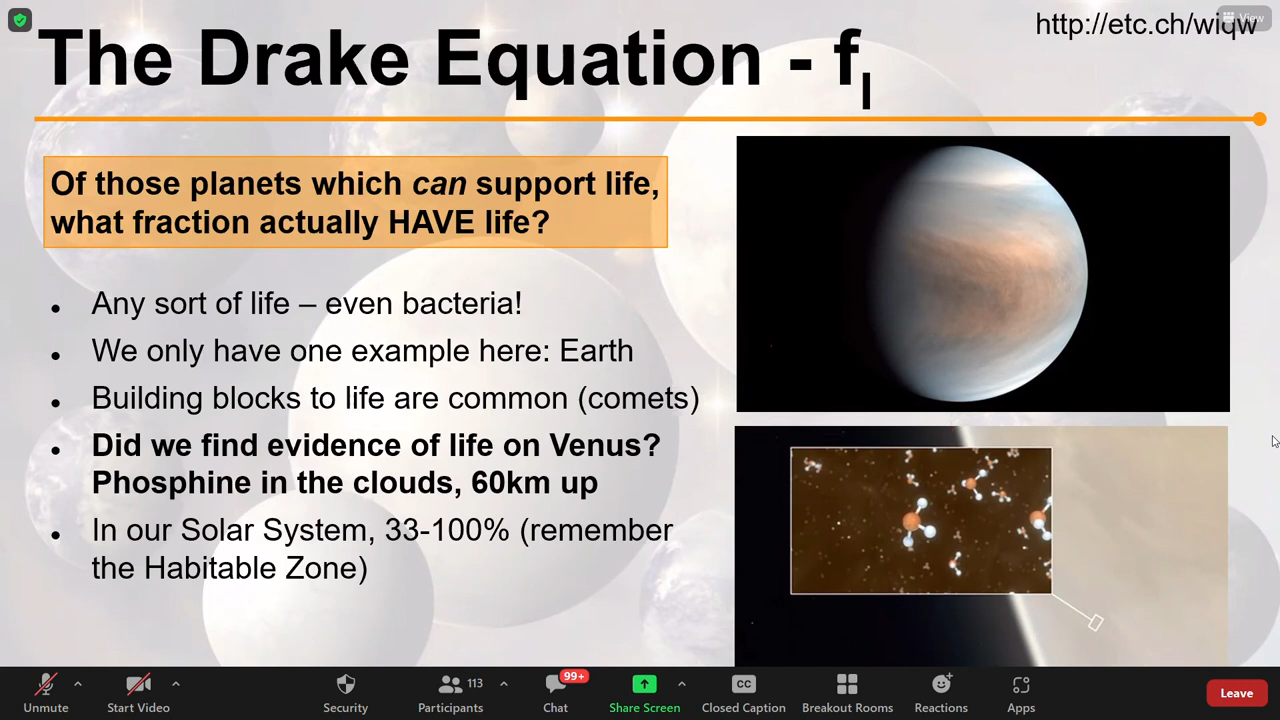 http://etc.ch/wiqw
View
The Drake Equation - fl
Of those planets which can support life,
what fraction actually HAVE life?
• Any sort of life – even bacteria!
• We only have one example here: Earth
• Building blocks to life are common (comets)
• Did we find evidence of life on Venus?
Phosphine in the clouds, 60km up
• In our Solar System, 33-100% (remember
the Habitable Zone)
Unmute
Start Video
Security
113
Participants
99+
Chat
Share Screen
CC
Closed Caption
Breakout Rooms
Reactions
Apps
Leave